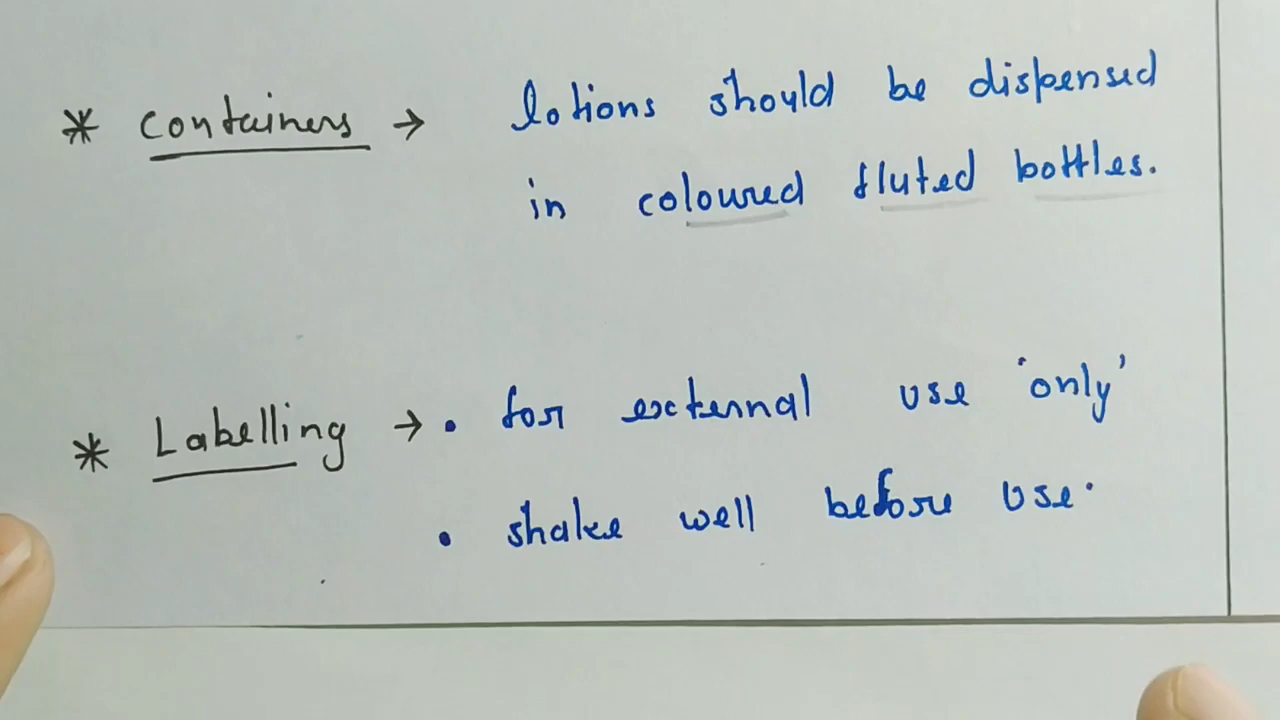 * Containers → lotions should be dispensed
in coloured fluted bottles.
* Labelling → • for external use 'only'
• shake well before use.